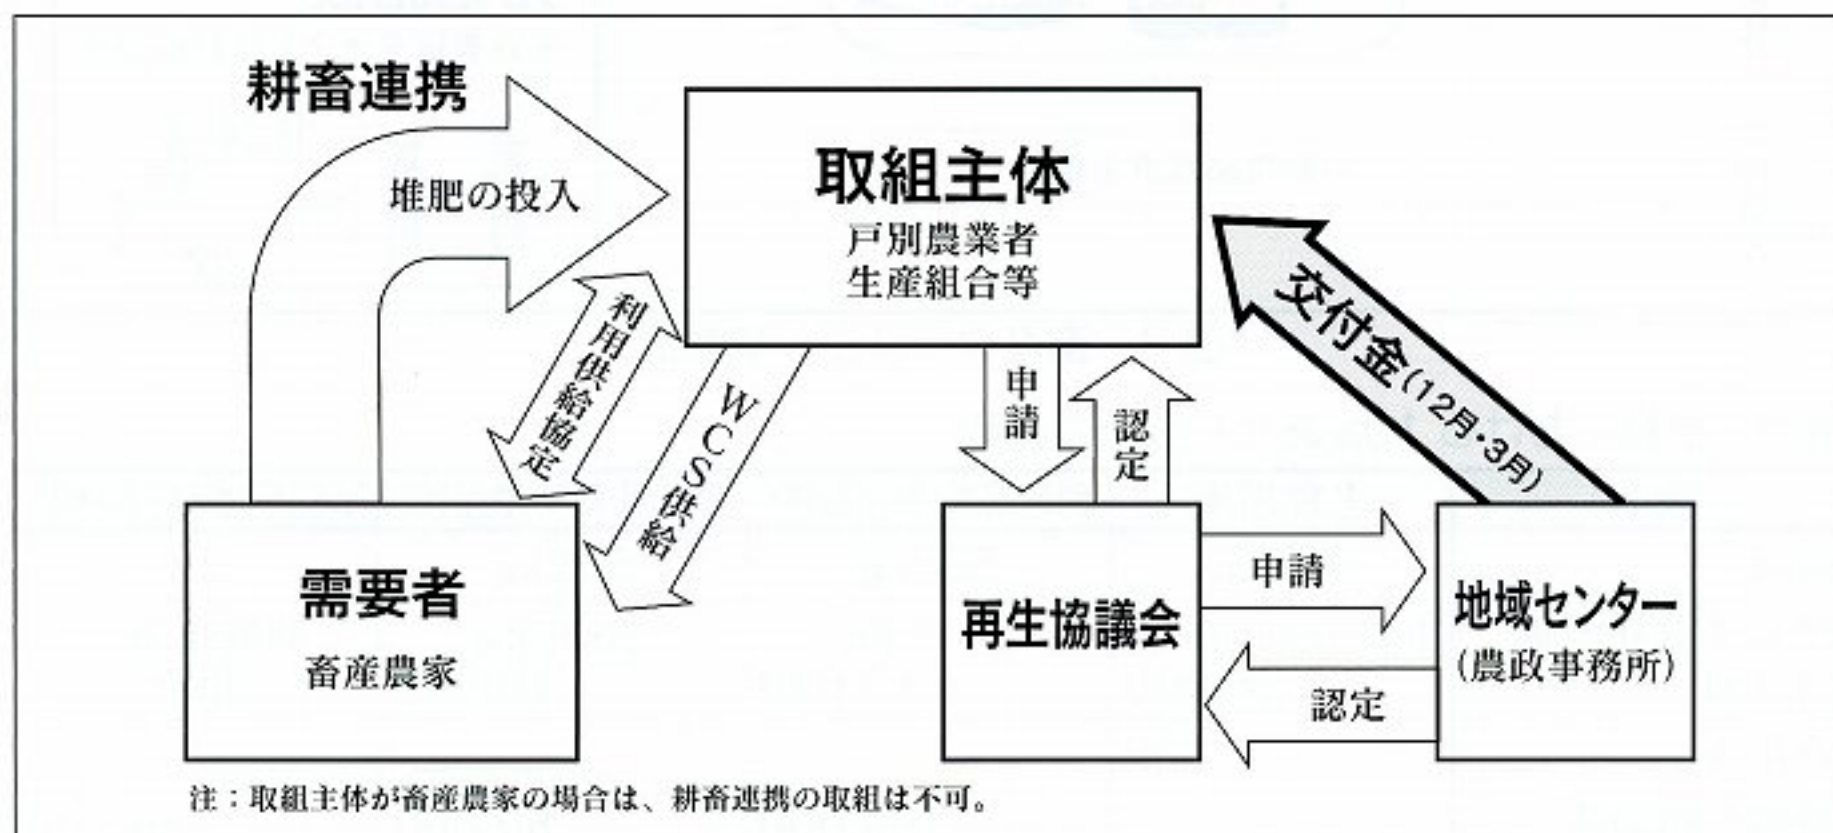 耕畜連携
堆肥の投入
取組主体
戸別農業者
生産組合等
利用供給協定
WCS供給
申請
認定
交付金(12月・3月)
需要者
畜産農家
再生協議会
申請
認定
地域センター
(農政事務所)
注：取組主体が畜産農家の場合は、耕畜連携の取組は不可。